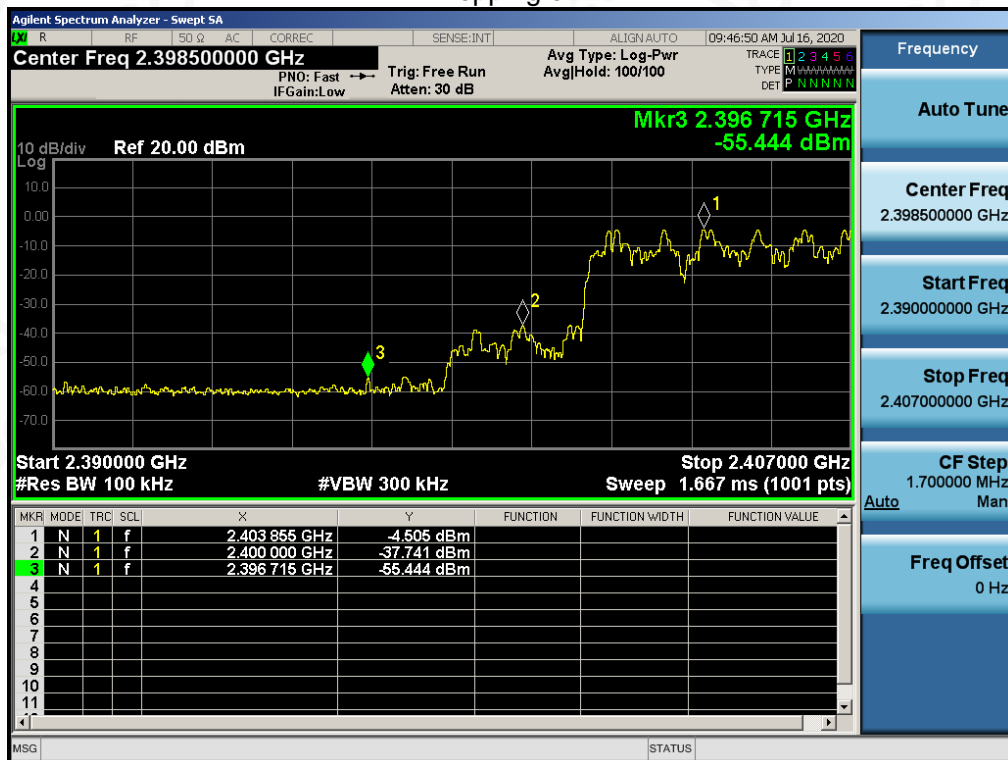 opping
Agilent Spectrum Analyzer - Swept SA
LXI R RF 50 Ω AC CORREC SENSE:INT ALIGN AUTO 09:46:50 AM Jul 16, 2020
Center Freq 2.398500000 GHz
PNO: Fast
IFGain:Low
Trig: Free Run
Atten: 30 dB
Avg Type: Log-Pwr
Avg|Hold: 100/100
TRACE 1 2 3 4 5 6
TYPE M
DET P N N N N N
Mkr3 2.396 715 GHz
-55.444 dBm
10 dB/div Ref 20.00 dBm
Log
10.0
0.00
-10.0
-20.0
-30.0
-40.0
-50.0
-60.0
-70.0
1
2
3
Start 2.390000 GHz Stop 2.407000 GHz
#Res BW 100 kHz #VBW 300 kHz Sweep 1.667 ms (1001 pts)
MKR MODE TRC SCL X Y FUNCTION FUNCTION WIDTH FUNCTION VALUE
1 N 1 f 2.403 855 GHz -4.505 dBm
2 N 1 f 2.400 000 GHz -37.741 dBm
3 N 1 f 2.396 715 GHz -55.444 dBm
4
5
6
7
8
9
10
11
MSG STATUS
Frequency
Auto Tune
Center Freq
2.398500000 GHz
Start Freq
2.390000000 GHz
Stop Freq
2.407000000 GHz
CF Step
1.700000 MHz
Auto Man
Freq Offset
0 Hz